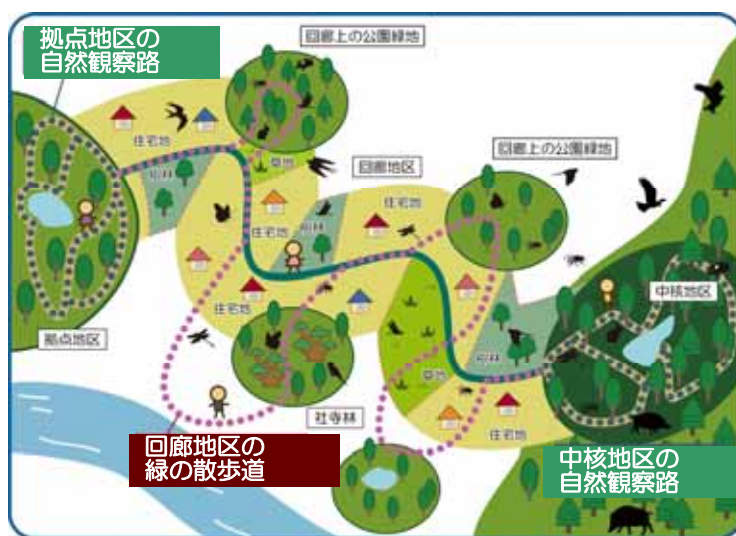 拠点地区の
自然観察路
回廊上の公園緑地
住宅地
樹林
草地
回廊地区
回廊上の公園緑地
住宅地
住宅地
樹林
中核地区
住宅地
拠点地区
草地
樹林
社寺林
住宅地
回廊地区の
緑の散歩道
中核地区の
自然観察路